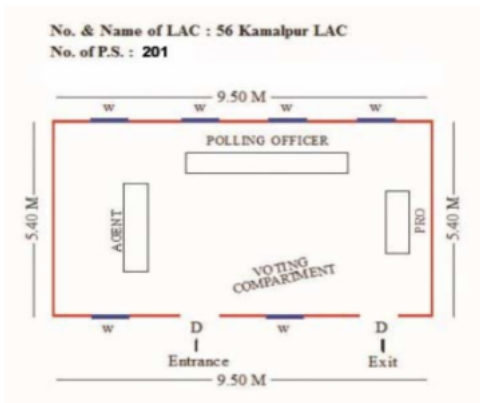 No. & Name of LAC : 56 Kamalpur LAC
No. of P.S. : 201
9.50 M
W W W W
POLLING OFFICER
5.40 M
AGENT
PRO
5.40 M
VOTING
COMPARTMENT
W D W D
Entrance Exit
9.50 M